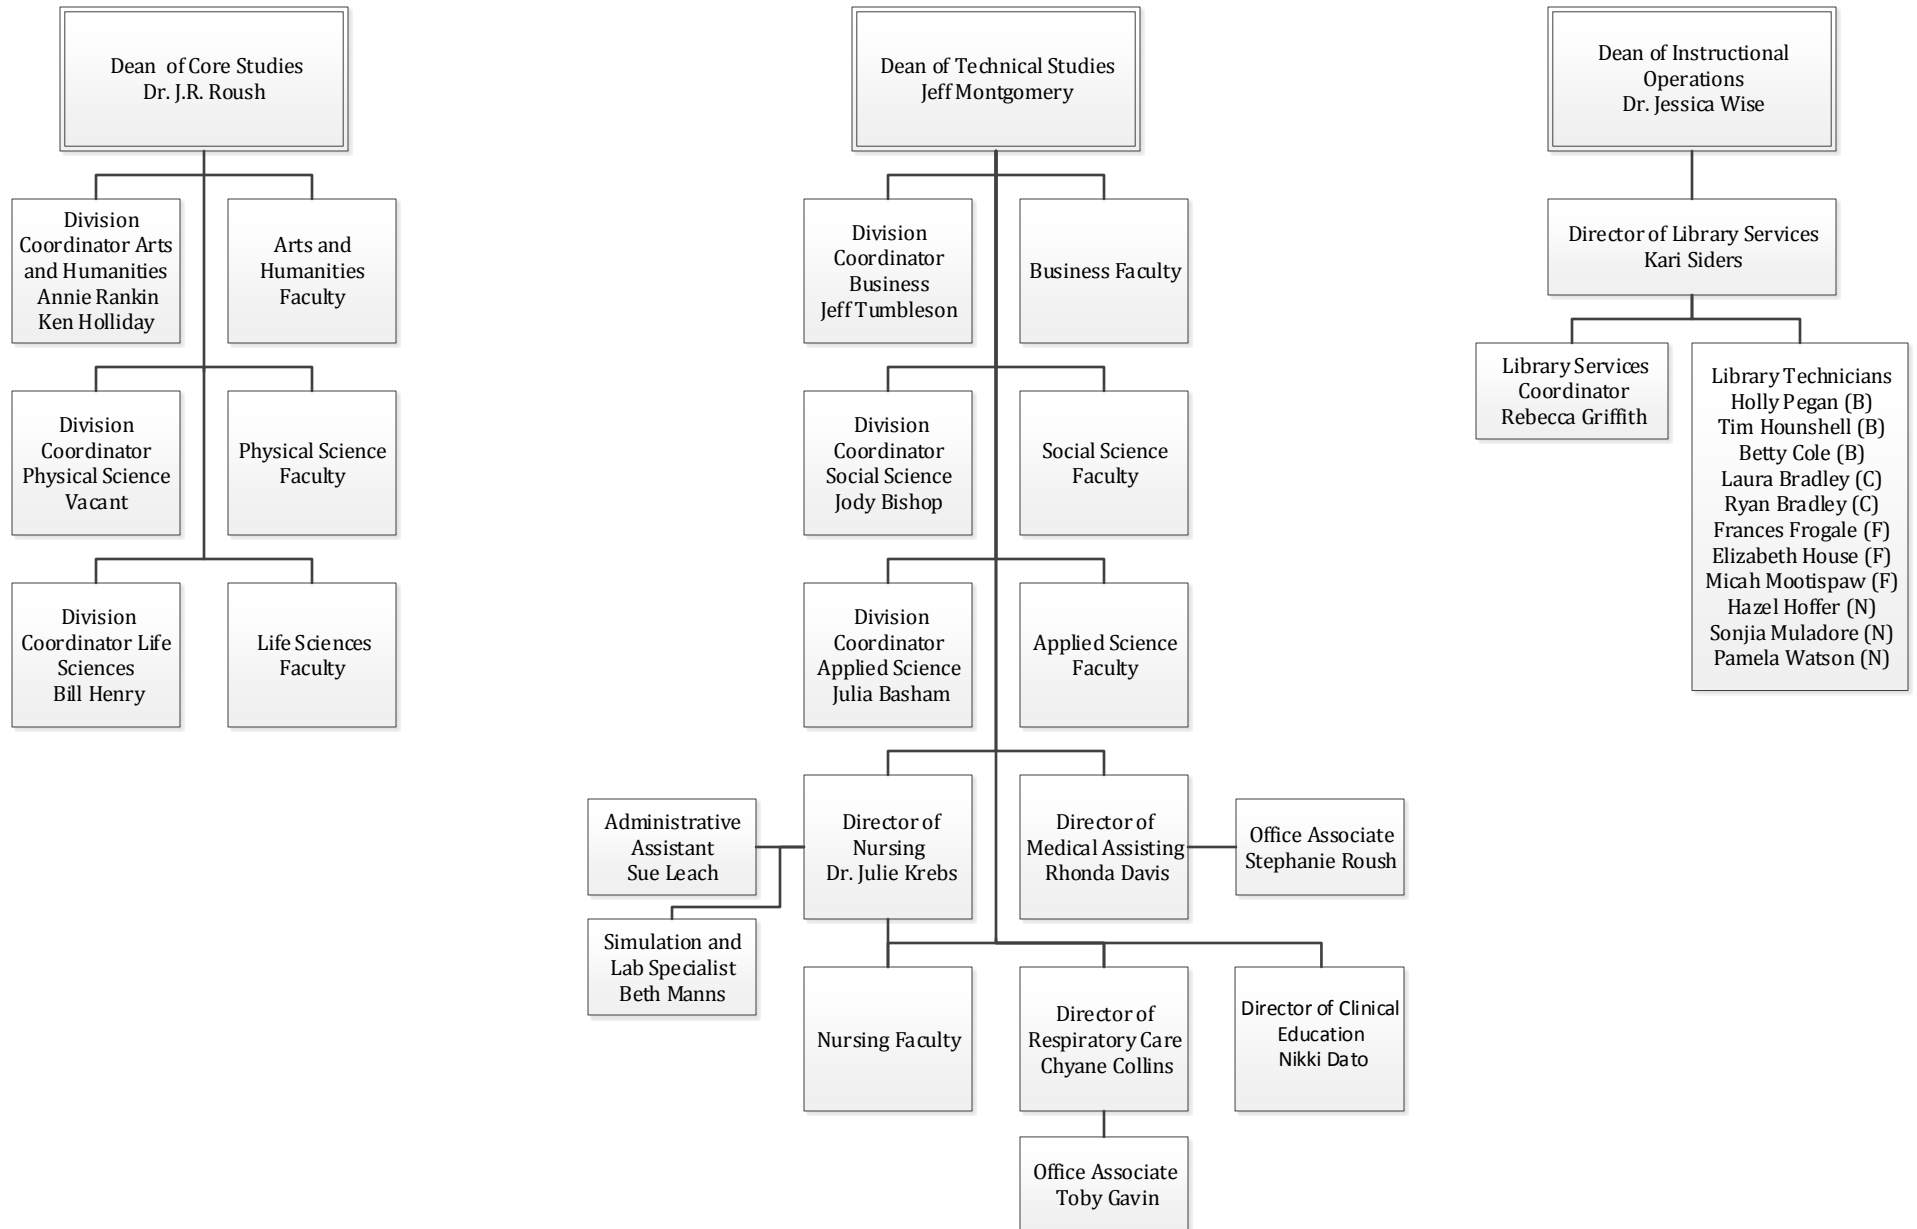 Dean of Core Studies
Dr. J.R. Roush
Dean of Technical Studies
Jeff Montgomery
Dean of Instructional
Operations
Dr. Jessica Wise
Division
Coordinator Arts
and Humanities
Annie Rankin
Ken Holliday
Arts and
Humanities
Faculty
Division
Coordinator
Business
Jeff Tumbleson
Business Faculty
Director of Library Services
Kari Siders
Division
Coordinator
Physical Science
Vacant
Physical Science
Faculty
Division
Coordinator
Social Science
Jody Bishop
Social Science
Faculty
Library Services
Coordinator
Rebecca Griffith
Library Technicians
Holly Pegan (B)
Tim Hounshell (B)
Betty Cole (B)
Laura Bradley (C)
Ryan Bradley (C)
Frances Frogale (F)
Elizabeth House (F)
Micah Mootispaw (F)
Hazel Hoffer (N)
Sonjia Muladore (N)
Pamela Watson (N)
Division
Coordinator Life
Sciences
Bill Henry
Life Sciences
Faculty
Division
Coordinator
Applied Science
Julia Basham
Applied Science
Faculty
Administrative
Assistant
Sue Leach
Director of
Nursing
Dr. Julie Krebs
Director of
Medical Assisting
Rhonda Davis
Office Associate
Stephanie Roush
Simulation and
Lab Specialist
Beth Manns
Nursing Faculty
Director of
Respiratory Care
Chyane Collins
Director of Clinical
Education
Nikki Dato
Office Associate
Toby Gavin